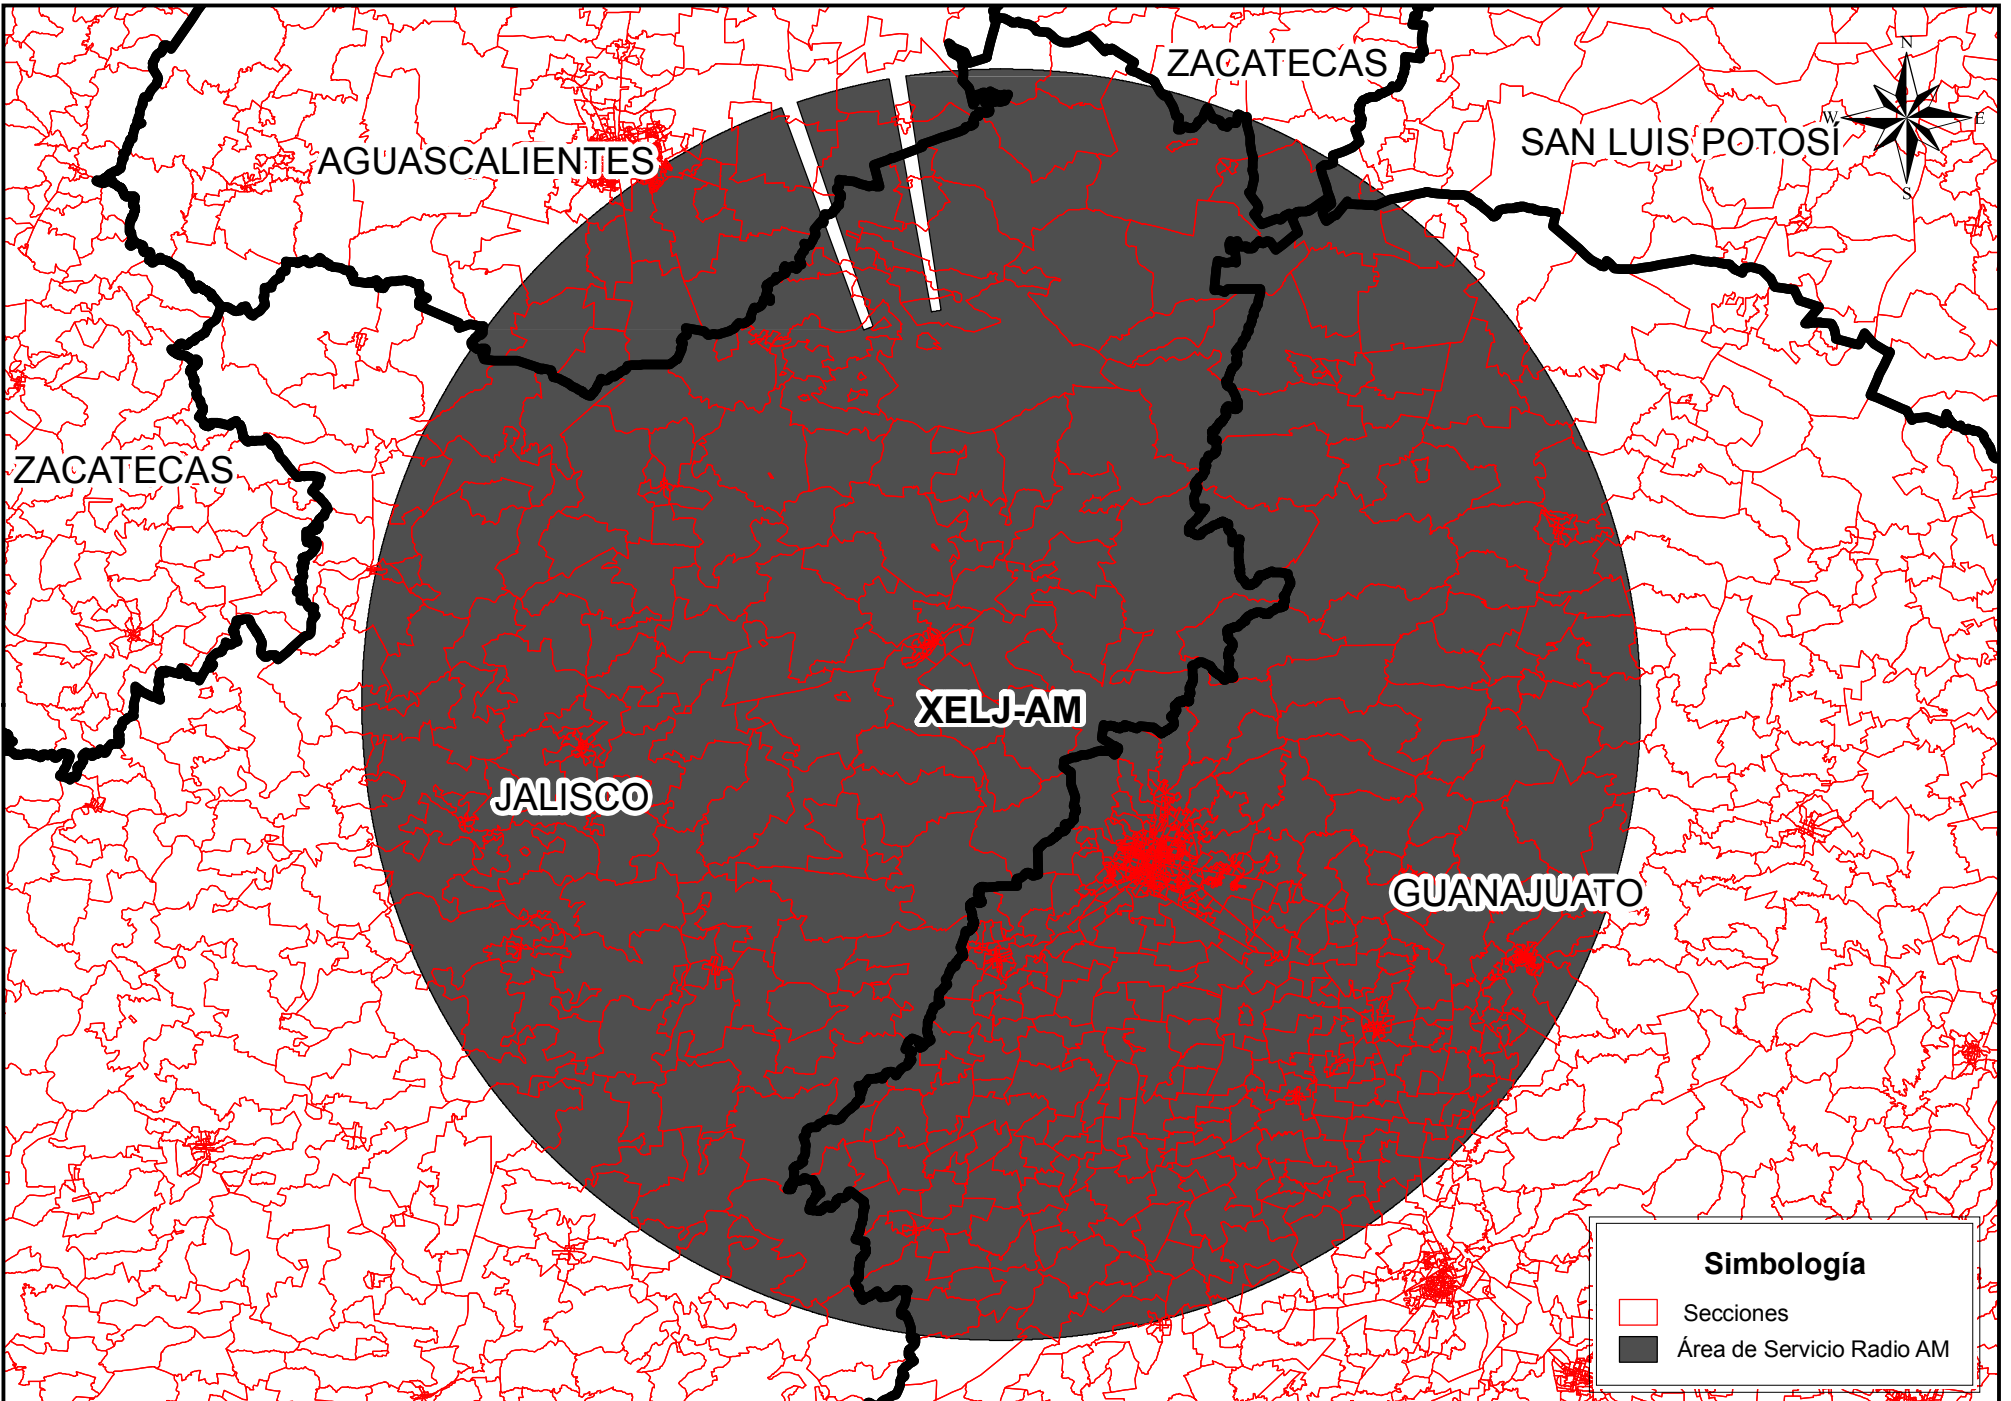 ZACATECAS
N
W
E
S
SAN LUIS POTOSÍ
AGUASCALIENTES
ZACATECAS
XELJ-AM
JALISCO
GUANAJUATO
Simbología
Secciones
Área de Servicio Radio AM